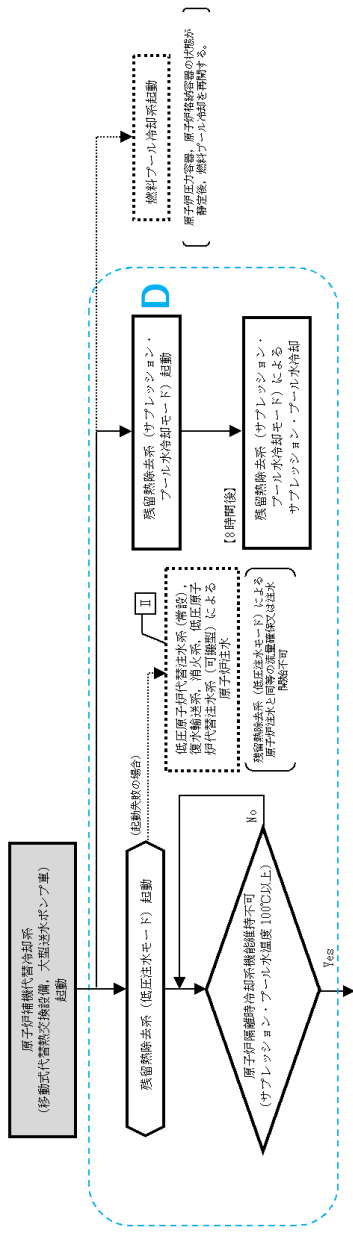 原子炉補機代替冷却系
(移動式代替熱交換設備，大型送水ポンプ車)
起動
残留熱除去系 (低圧注水モード) 起動
(起動失敗の場合)
Ⅱ
低圧原子炉代替注水系(常設)，
復水輸送系，消火系，低圧原子
炉代替注水系 (可搬型) による
原子炉注水
残留熱除去系 (低圧注水モード) による
原子炉注水と同等の流量確保又は注水
開始不可
原子炉隔離時冷却系機能維持不可
(サプレッション・プール水温度 100℃以上)
No
Yes
残留熱除去系 (サプレッション・
プール水冷却モード) 起動
D
【8時間後】
残留熱除去系 (サプレッション・
プール水冷却モード) による
サプレッション・プール水冷却
燃料プール冷却系起動
原子炉圧力容器，原子炉格納容器の状態が
静定後，燃料プール冷却を再開する。